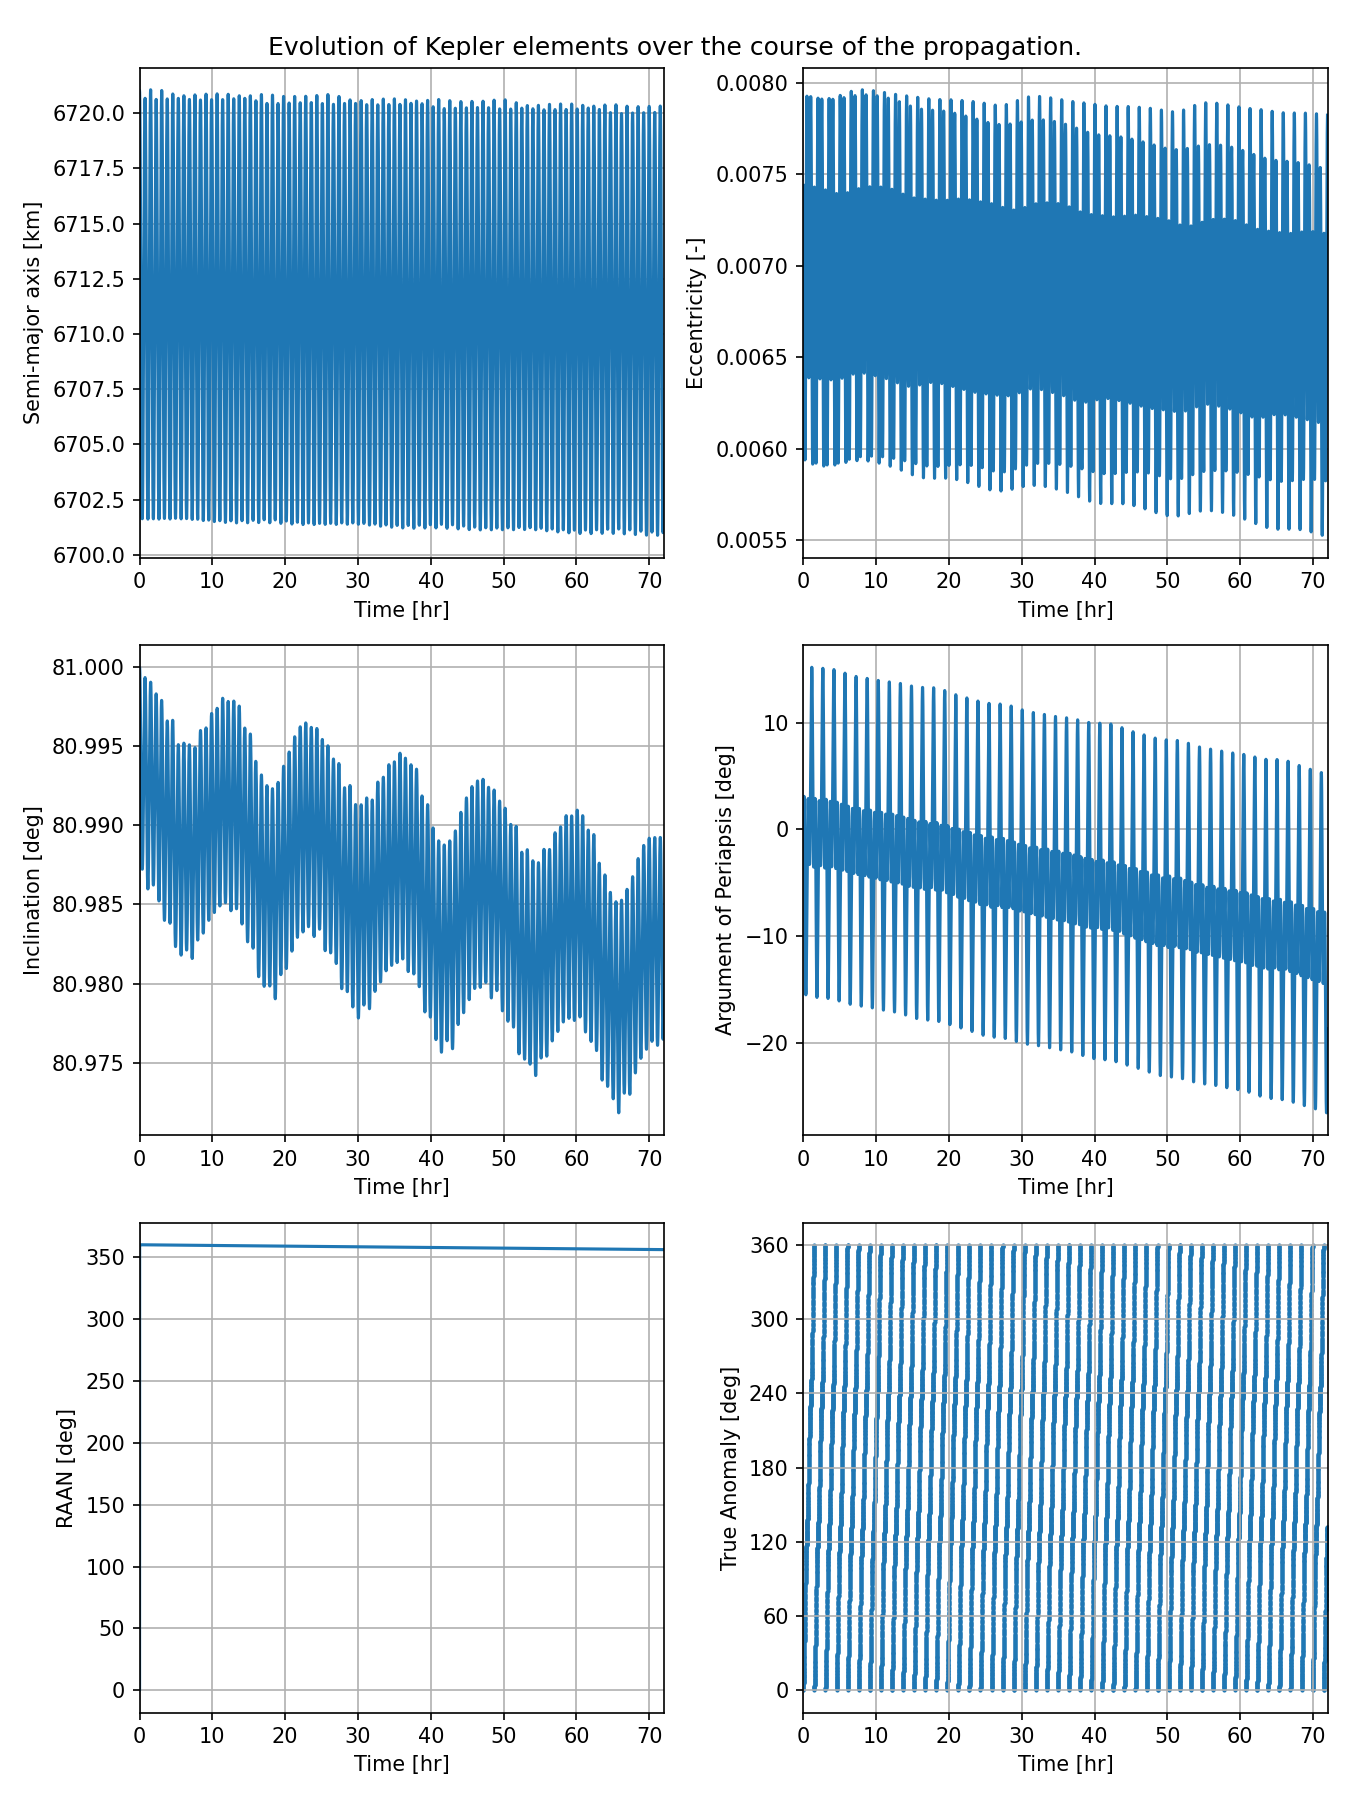 Evolution of Kepler elements over the course of the propagation.
Semi-major axis [km]
6720.0
6717.5
6715.0
6712.5
6710.0
6707.5
6705.0
6702.5
6700.0
0 10 20 30 40 50 60 70
Time [hr]
Eccentricity [-]
0.0080
0.0075
0.0070
0.0065
0.0060
0.0055
0 10 20 30 40 50 60 70
Time [hr]
Inclination [deg]
81.000
80.995
80.990
80.985
80.980
80.975
0 10 20 30 40 50 60 70
Time [hr]
Argument of Periapsis [deg]
10
0
−10
−20
0 10 20 30 40 50 60 70
Time [hr]
RAAN [deg]
350
300
250
200
150
100
50
0
0 10 20 30 40 50 60 70
Time [hr]
True Anomaly [deg]
360
300
240
180
120
60
0
0 10 20 30 40 50 60 70
Time [hr]